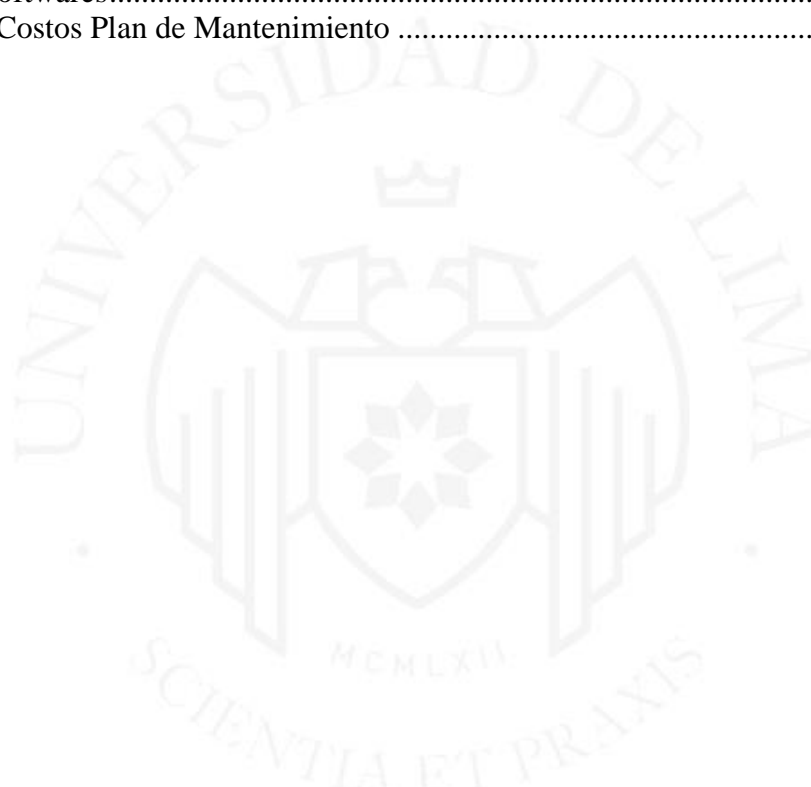 oftwares..........................................................................................
Costos Plan de Mantenimiento ....................................................
UNIVERSIDAD DE LIMA
MCMLXII
SCIENTIA ET PRAXIS